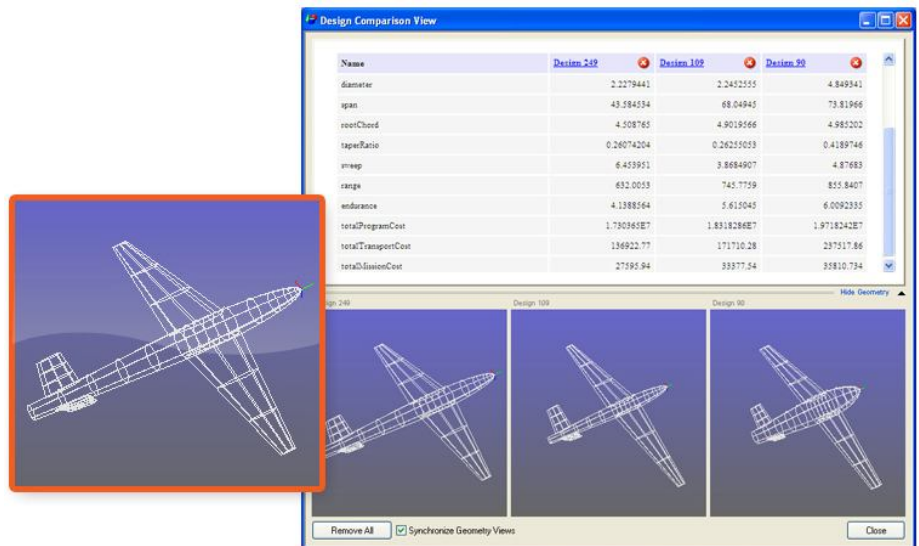 Design Comparison View
Name Design 249 Design 109 Design 90
diameter 2.2279441 2.2452555 4.849341
span 43.584534 68.04945 73.81966
rootChord 4.508765 4.9019566 4.985202
taperRatio 0.26074204 0.26255053 0.4189746
sweep 6.453951 3.8684907 4.87683
range 632.0053 745.7759 855.8407
endurance 4.1388564 5.615045 6.0092335
totalProgramCost 1.730365E7 1.8318286E7 1.9718242E7
totalTransportCost 136922.77 171710.28 237517.86
totalMissionCost 27595.94 33377.54 35810.734
Hide Geometry
ign 249 Design 109 Design 90
Remove All Synchronize Geometry Views Close